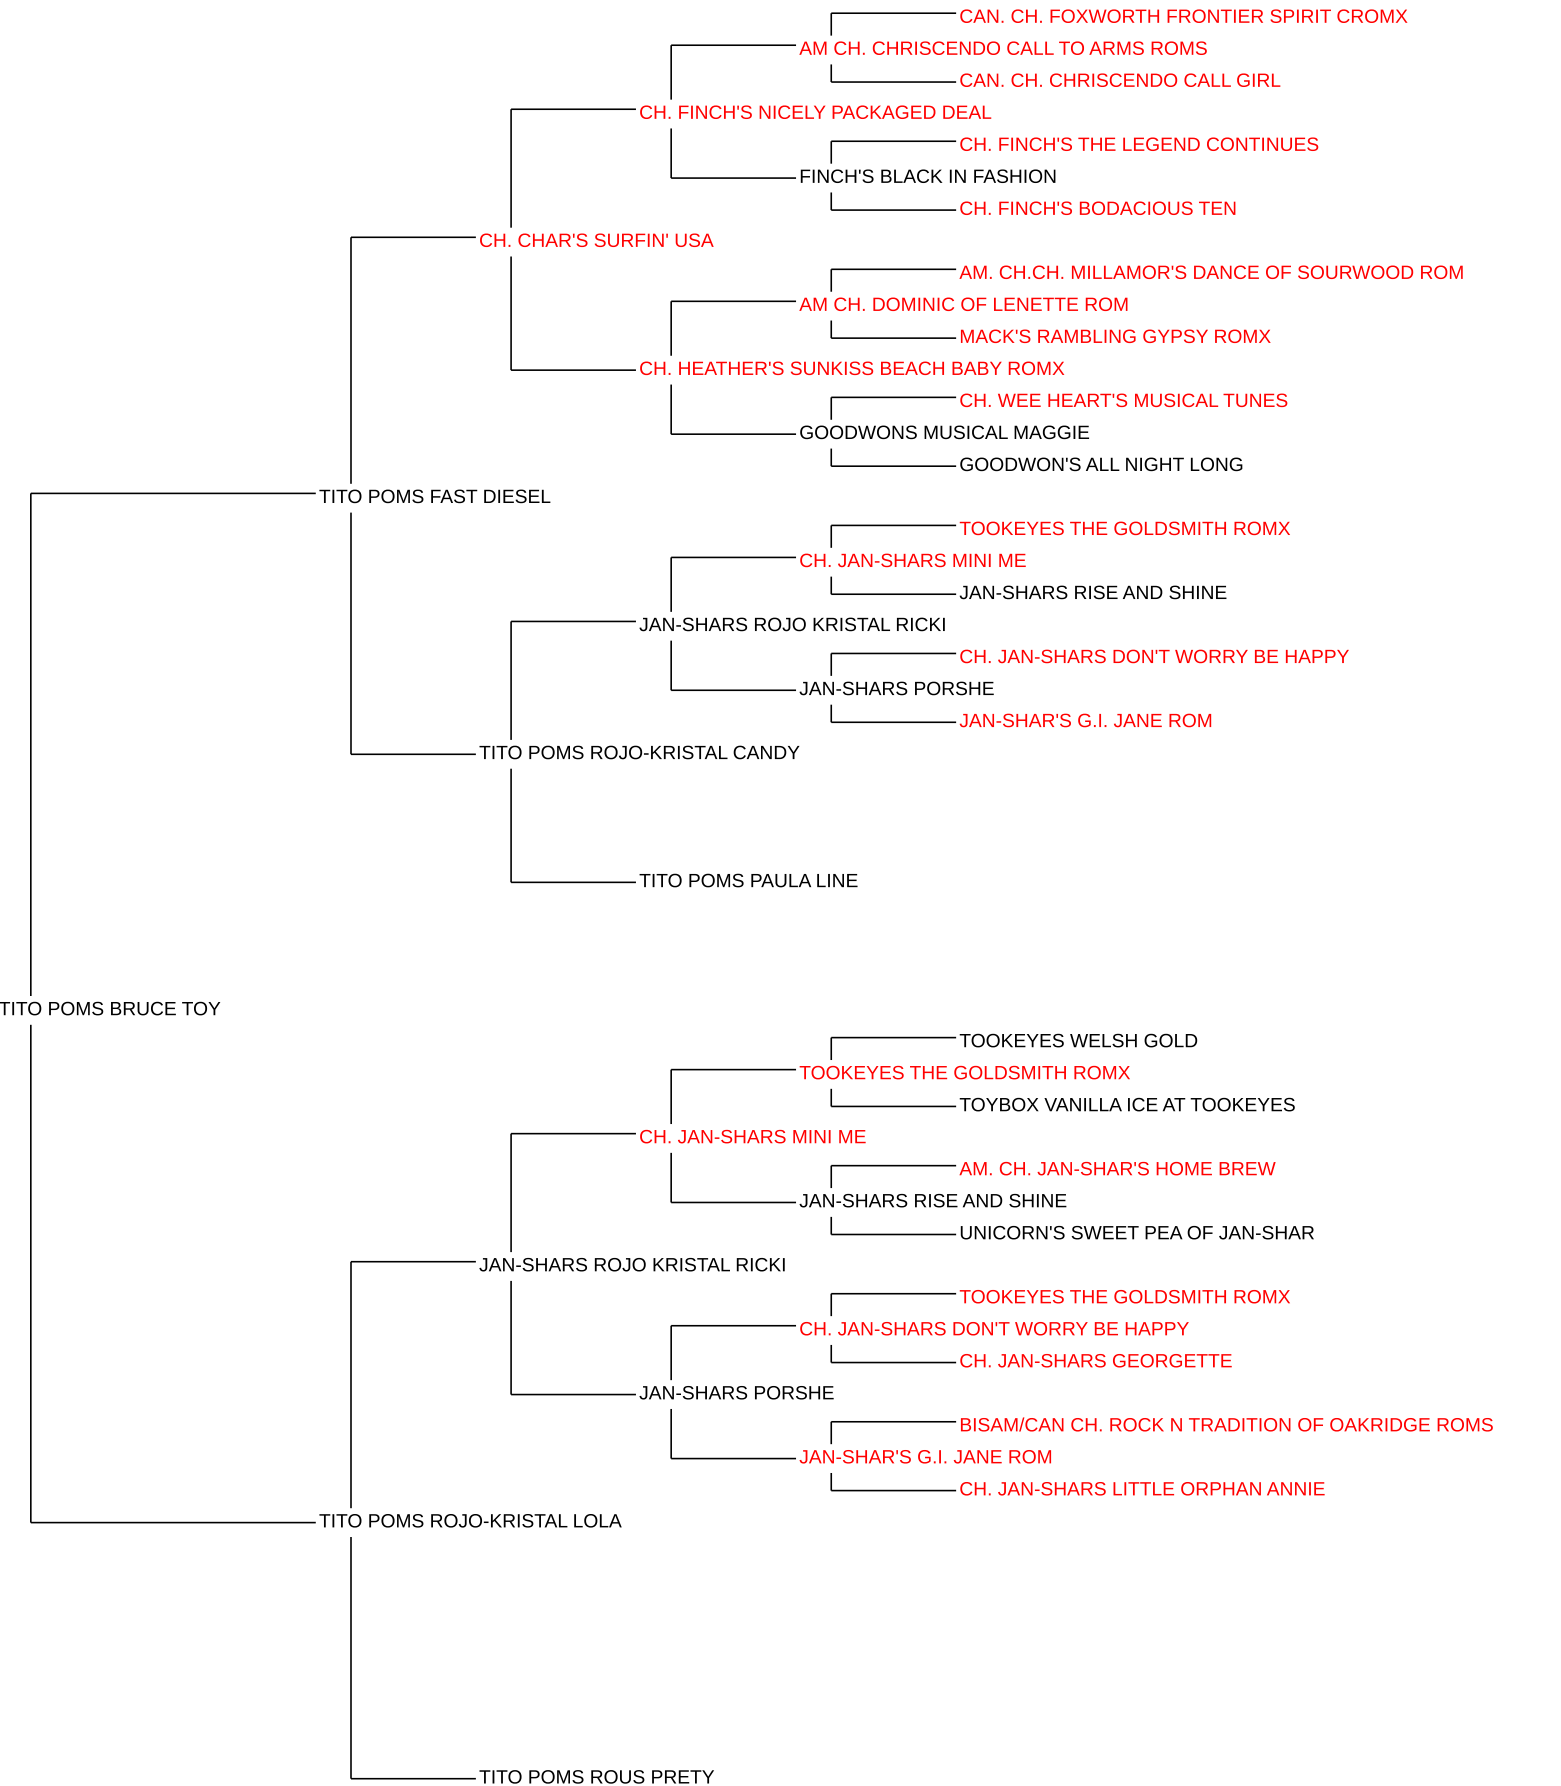 CAN. CH. FOXWORTH FRONTIER SPIRIT CROMX
AM CH. CHRISCENDO CALL TO ARMS ROMS
CAN. CH. CHRISCENDO CALL GIRL
CH. FINCH'S NICELY PACKAGED DEAL
CH. FINCH'S THE LEGEND CONTINUES
FINCH'S BLACK IN FASHION
CH. FINCH'S BODACIOUS TEN
CH. CHAR'S SURFIN' USA
AM. CH.CH. MILLAMOR'S DANCE OF SOURWOOD ROM
AM CH. DOMINIC OF LENETTE ROM
MACK'S RAMBLING GYPSY ROMX
CH. HEATHER'S SUNKISS BEACH BABY ROMX
CH. WEE HEART'S MUSICAL TUNES
GOODWONS MUSICAL MAGGIE
GOODWON'S ALL NIGHT LONG
TITO POMS FAST DIESEL
TOOKEYES THE GOLDSMITH ROMX
CH. JAN-SHARS MINI ME
JAN-SHARS RISE AND SHINE
JAN-SHARS ROJO KRISTAL RICKI
CH. JAN-SHARS DON'T WORRY BE HAPPY
JAN-SHARS PORSHE
JAN-SHAR'S G.I. JANE ROM
TITO POMS ROJO-KRISTAL CANDY
TITO POMS PAULA LINE
TITO POMS BRUCE TOY
TOOKEYES WELSH GOLD
TOOKEYES THE GOLDSMITH ROMX
TOYBOX VANILLA ICE AT TOOKEYES
CH. JAN-SHARS MINI ME
AM. CH. JAN-SHAR'S HOME BREW
JAN-SHARS RISE AND SHINE
UNICORN'S SWEET PEA OF JAN-SHAR
JAN-SHARS ROJO KRISTAL RICKI
TOOKEYES THE GOLDSMITH ROMX
CH. JAN-SHARS DON'T WORRY BE HAPPY
CH. JAN-SHARS GEORGETTE
JAN-SHARS PORSHE
BISAM/CAN CH. ROCK N TRADITION OF OAKRIDGE ROMS
JAN-SHAR'S G.I. JANE ROM
CH. JAN-SHARS LITTLE ORPHAN ANNIE
TITO POMS ROJO-KRISTAL LOLA
TITO POMS ROUS PRETY